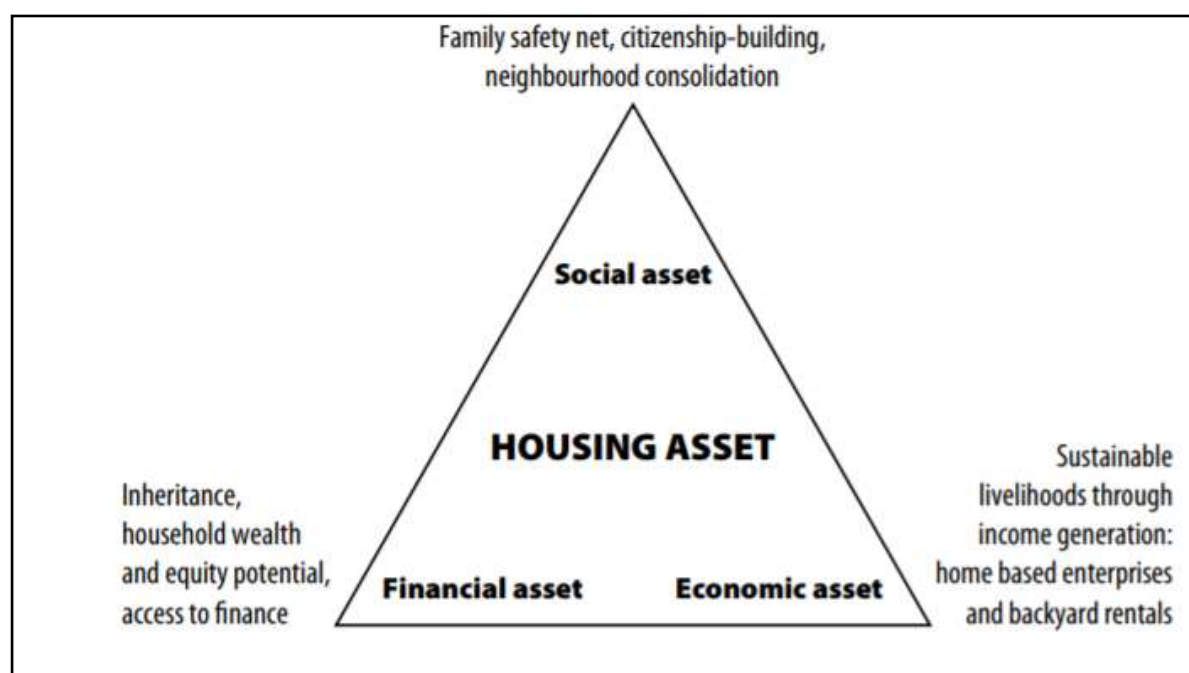 Family safety net, citizenship-building,
neighbourhood consolidation
Social asset
HOUSING ASSET
Inheritance,
household wealth
and equity potential,
access to finance
Financial asset
Economic asset
Sustainable
livelihoods through
income generation:
home based enterprises
and backyard rentals